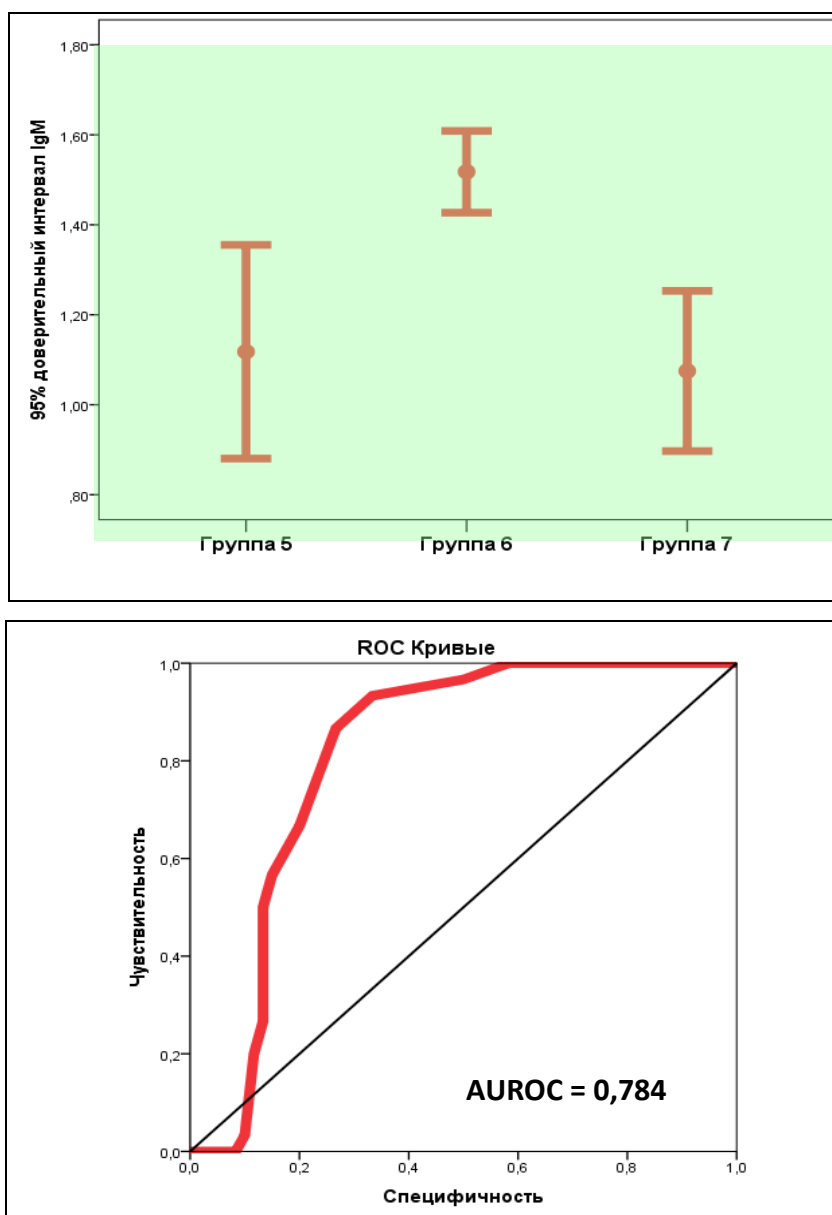 1,80
1,60
1,40
1,20
1,00
,80
95% доверительный интервал IgM
Группа 5 Группа 6 Группа 7
ROC Кривые
1,0
0,8
0,6
0,4
0,2
0,0
Чувствительность
AUROC = 0,784
0,0 0,2 0,4 0,6 0,8 1,0
Специфичность